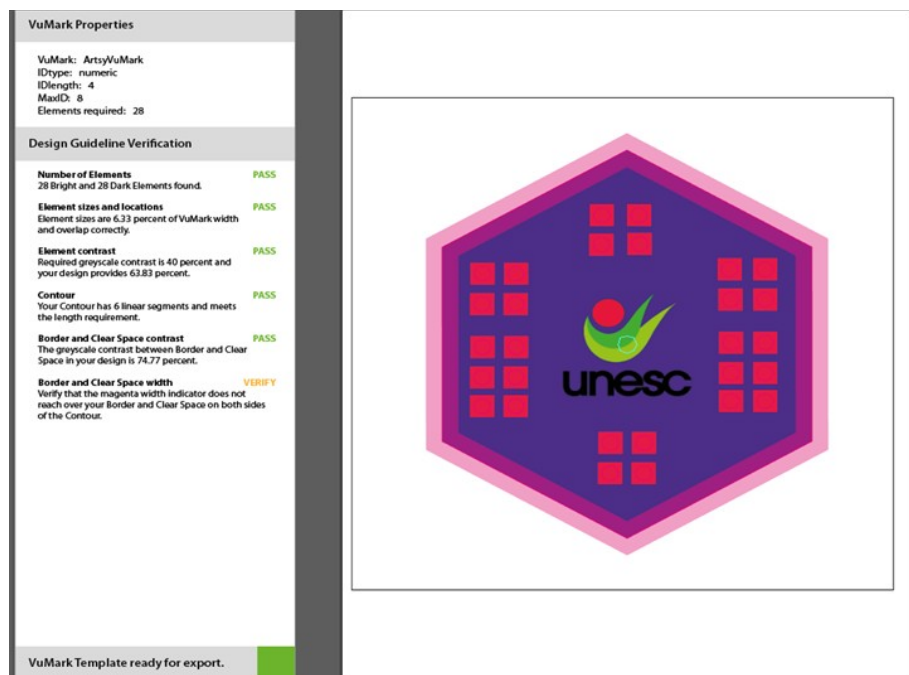 VuMark Properties
VuMark: ArtsyVuMark
IDtype: numeric
IDlength: 4
MaxID: 8
Elements required: 28
Design Guideline Verification
Number of Elements PASS
28 Bright and 28 Dark Elements found.
Element sizes and locations PASS
Element sizes are 6.33 percent of VuMark width
and overlap correctly.
Element contrast PASS
Required greyscale contrast is 40 percent and
your design provides 63.83 percent.
Contour PASS
Your Contour has 6 linear segments and meets
the length requirement.
Border and Clear Space contrast PASS
The greyscale contrast between Border and Clear
Space in your design is 74.77 percent.
Border and Clear Space width VERIFY
Verify that the magenta width indicator does not
reach over your Border and Clear Space on both sides
of the Contour.
VuMark Template ready for export.
unesc